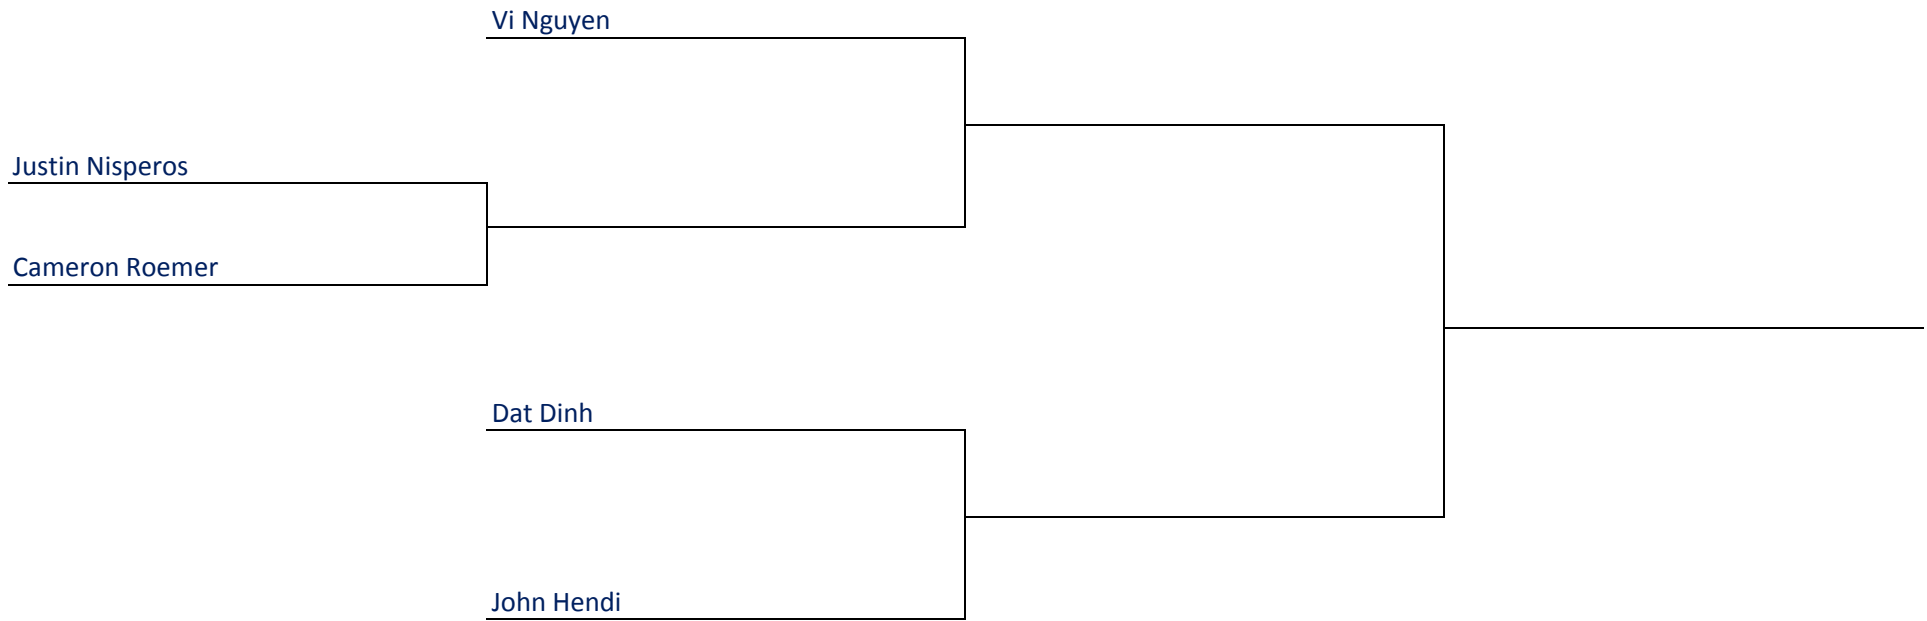 Vi Nguyen
Justin Nisperos
Cameron Roemer
Dat Dinh
John Hendi